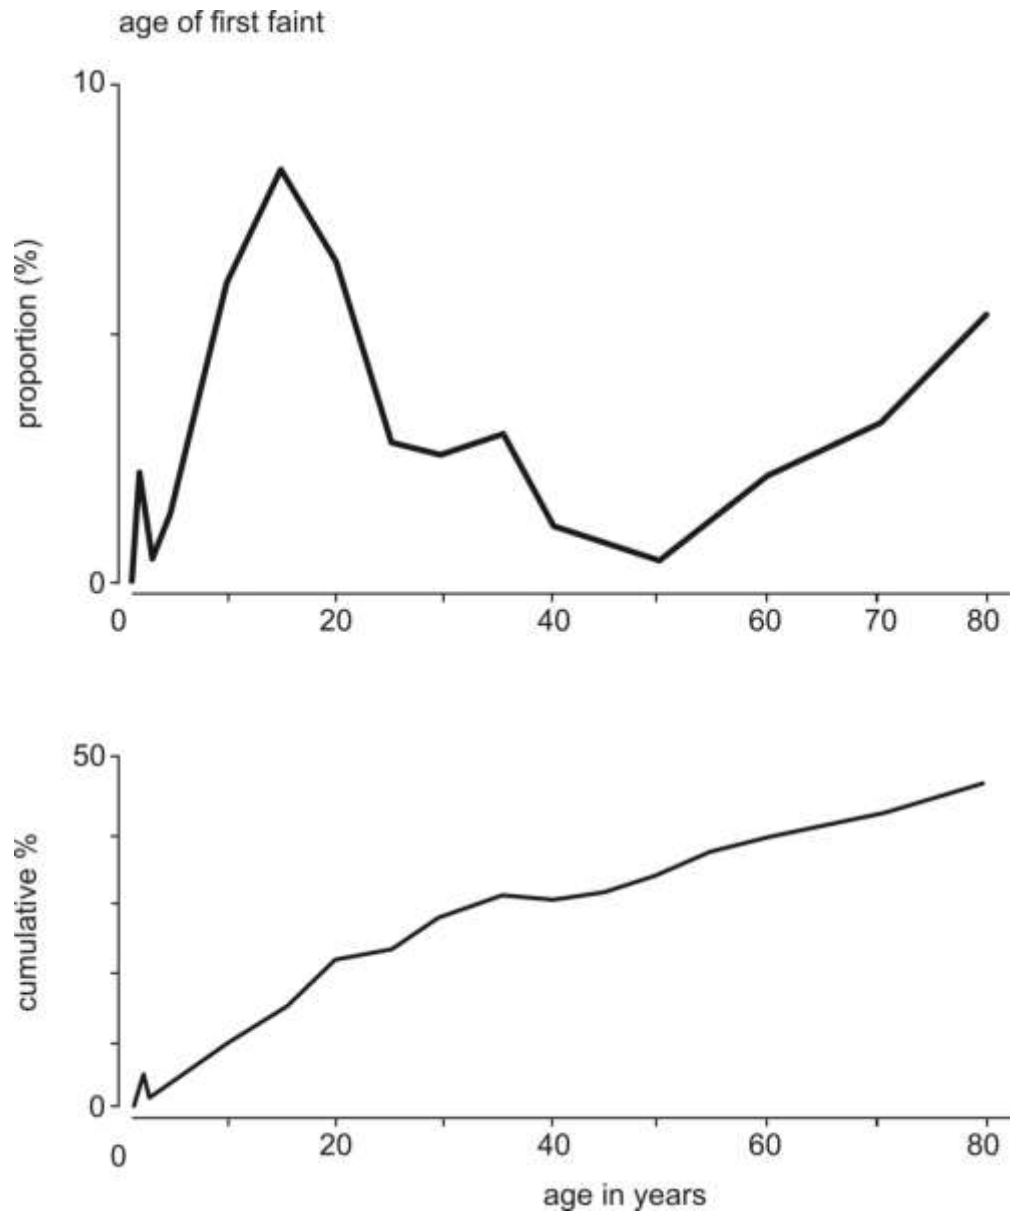 age of first faint
10
proportion (%)
0
0 20 40 60 70 80
50
cumulative %
0
0 20 40 60 80
age in years